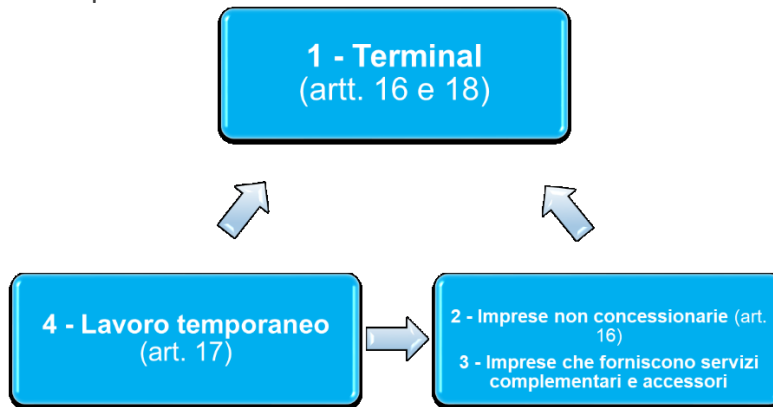 1 - Terminal
(artt. 16 e 18)
4 - Lavoro temporaneo
(art. 17)
2 - Imprese non concessionarie (art.
16)
3 - Imprese che forniscono servizi
complementari e accessori